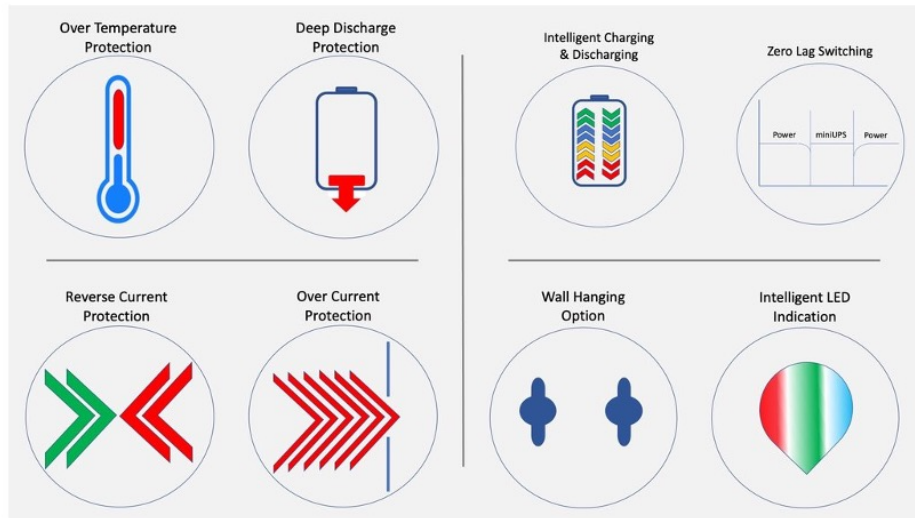 Over Temperature
Protection
Deep Discharge
Protection
Intelligent Charging
& Discharging
Zero Lag Switching
Power
miniUPS
Power
Reverse Current
Protection
Over Current
Protection
Wall Hanging
Option
Intelligent LED
Indication